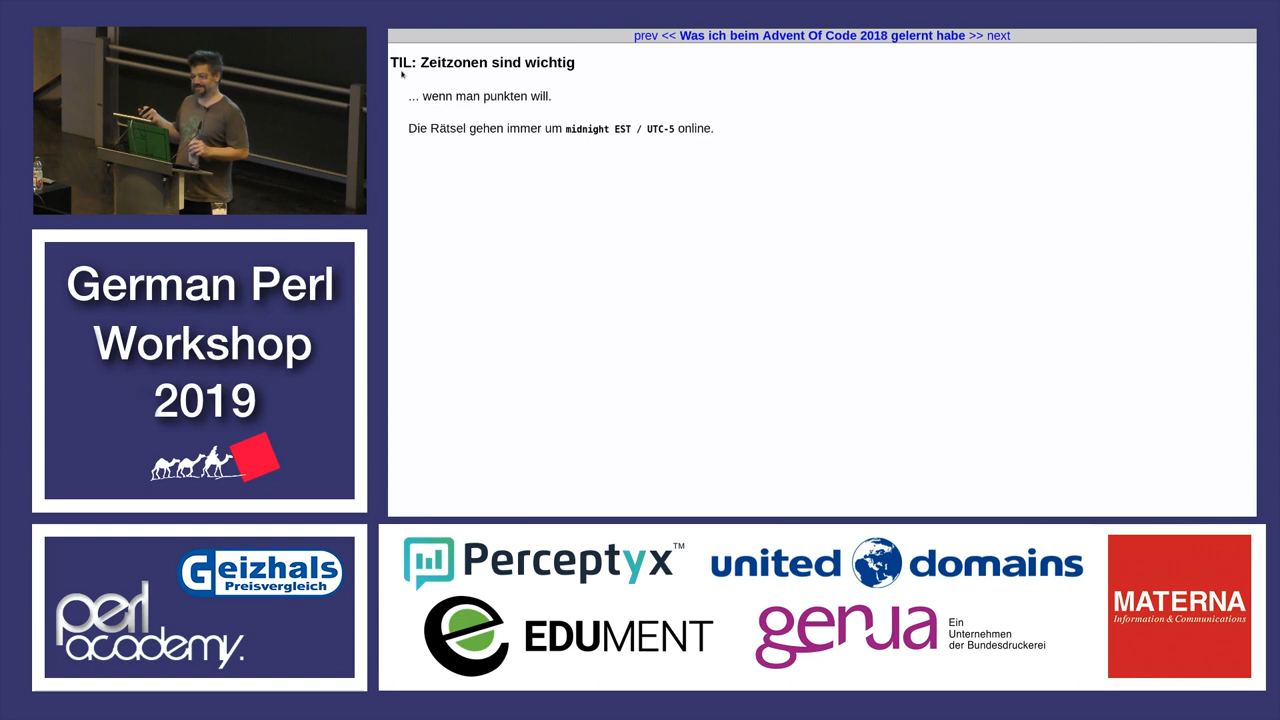 prev << Was ich beim Advent Of Code 2018 gelernt habe >> next
TIL: Zeitzonen sind wichtig
... wenn man punkten will.
Die Rätsel gehen immer um midnight EST / UTC-5 online.
German Perl
Workshop
2019
Geizhals
Preisvergleich
perl
academy.
Perceptyx™
united domains
EDUMENT
genua
Ein
Unternehmen
der Bundesdruckerei
MATERNA
Information & Communications